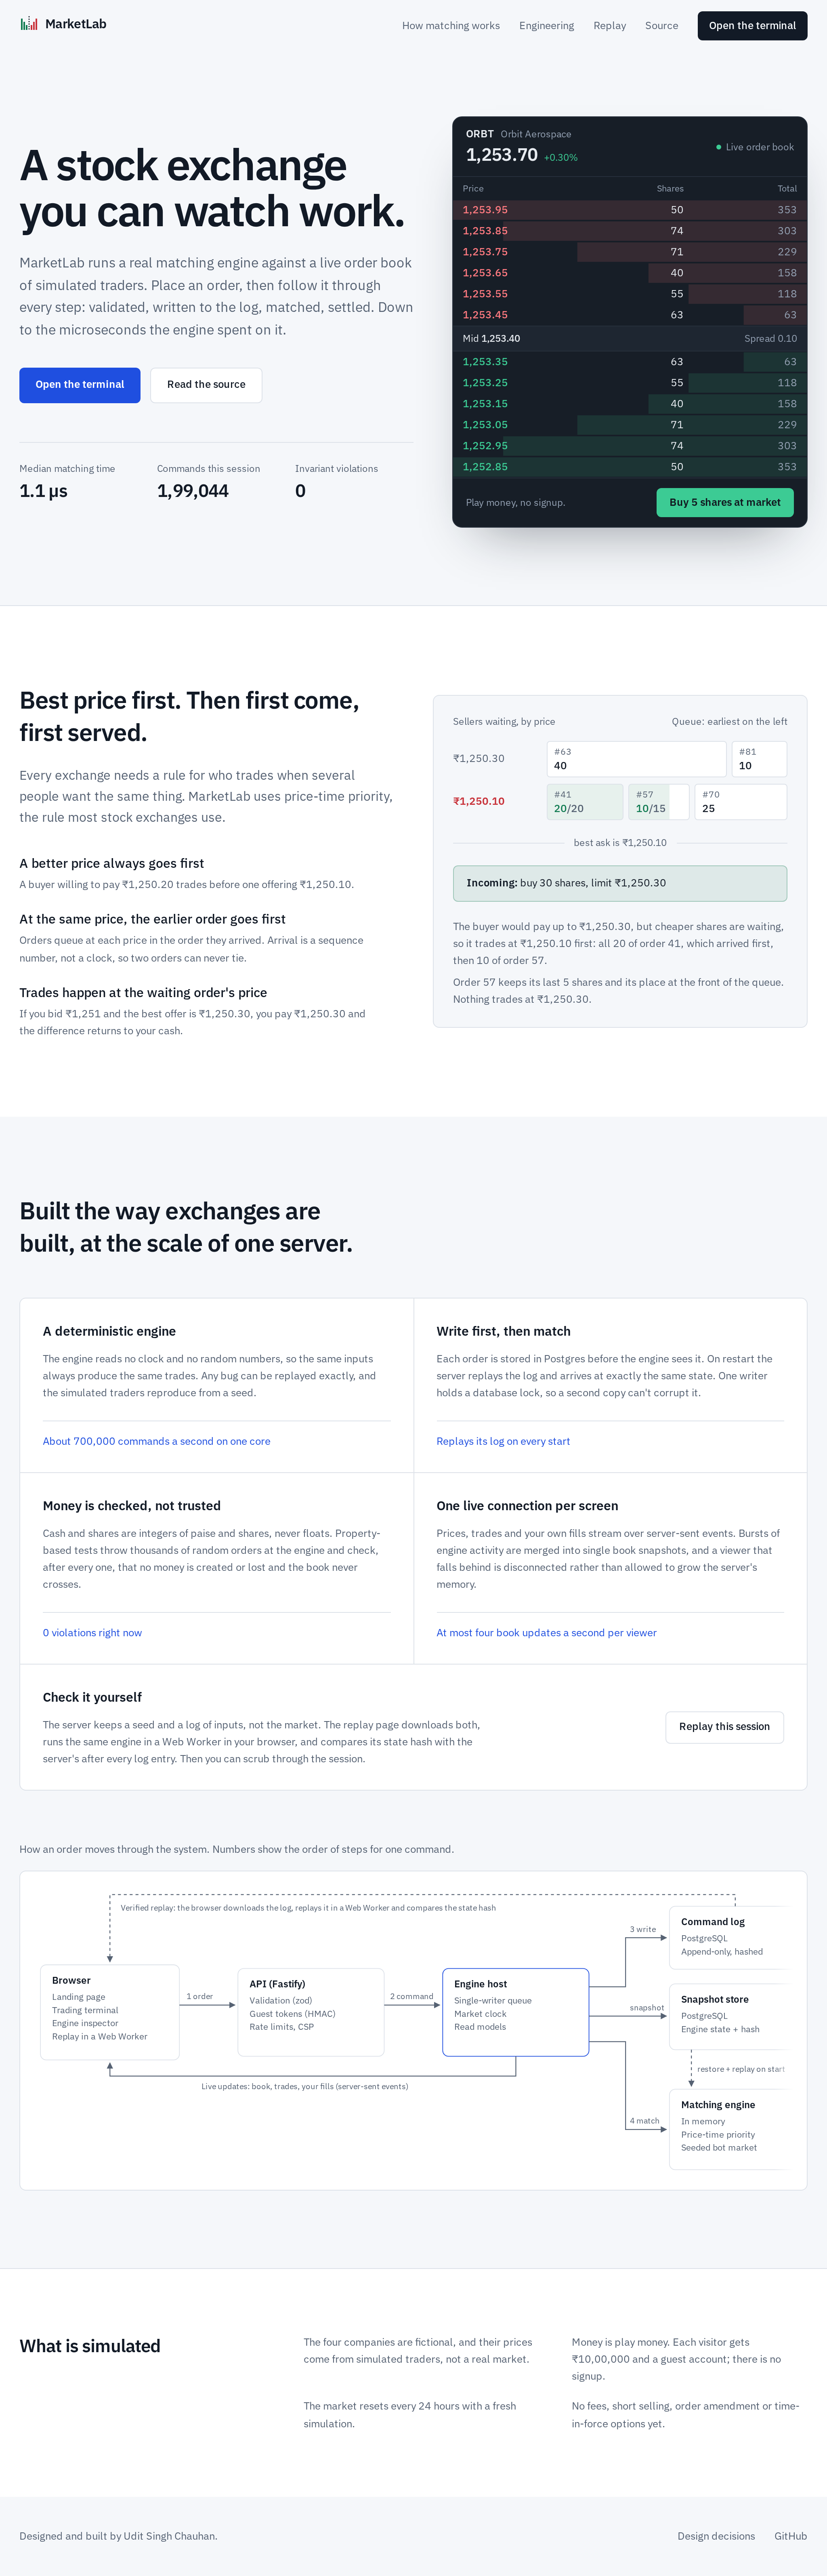 MarketLab
How matching works Engineering Replay Source Open the terminal
A stock exchange
you can watch work.
MarketLab runs a real matching engine against a live order book
of simulated traders. Place an order, then follow it through
every step: validated, written to the log, matched, settled. Down
to the microseconds the engine spent on it.
Open the terminal Read the source
Median matching time Commands this session Invariant violations
1.1 µs 1,99,044 0
ORBT Orbit Aerospace
1,253.70 +0.30%
Live order book
Price Shares Total
1,253.95 50 353
1,253.85 74 303
1,253.75 71 229
1,253.65 40 158
1,253.55 55 118
1,253.45 63 63
Mid 1,253.40 Spread 0.10
1,253.35 63 63
1,253.25 55 118
1,253.15 40 158
1,253.05 71 229
1,252.95 74 303
1,252.85 50 353
Play money, no signup. Buy 5 shares at market
Best price first. Then first come,
first served.
Every exchange needs a rule for who trades when several
people want the same thing. MarketLab uses price-time priority,
the rule most stock exchanges use.
A better price always goes first
A buyer willing to pay ₹1,250.20 trades before one offering ₹1,250.10.
At the same price, the earlier order goes first
Orders queue at each price in the order they arrived. Arrival is a sequence
number, not a clock, so two orders can never tie.
Trades happen at the waiting order's price
If you bid ₹1,251 and the best offer is ₹1,250.30, you pay ₹1,250.30 and
the difference returns to your cash.
Sellers waiting, by price Queue: earliest on the left
₹1,250.30
#63 #81
40 10
₹1,250.10
#41 #57 #70
20/20 10/15 25
best ask is ₹1,250.10
Incoming: buy 30 shares, limit ₹1,250.30
The buyer would pay up to ₹1,250.30, but cheaper shares are waiting,
so it trades at ₹1,250.10 first: all 20 of order 41, which arrived first,
then 10 of order 57.
Order 57 keeps its last 5 shares and its place at the front of the queue.
Nothing trades at ₹1,250.30.
Built the way exchanges are
built, at the scale of one server.
A deterministic engine
The engine reads no clock and no random numbers, so the same inputs
always produce the same trades. Any bug can be replayed exactly, and
the simulated traders reproduce from a seed.
About 700,000 commands a second on one core
Write first, then match
Each order is stored in Postgres before the engine sees it. On restart the
server replays the log and arrives at exactly the same state. One writer
holds a database lock, so a second copy can't corrupt it.
Replays its log on every start
Money is checked, not trusted
Cash and shares are integers of paise and shares, never floats. Property-
based tests throw thousands of random orders at the engine and check,
after every one, that no money is created or lost and the book never
crosses.
0 violations right now
One live connection per screen
Prices, trades and your own fills stream over server-sent events. Bursts of
engine activity are merged into single book snapshots, and a viewer that
falls behind is disconnected rather than allowed to grow the server's
memory.
At most four book updates a second per viewer
Check it yourself
The server keeps a seed and a log of inputs, not the market. The replay page downloads both,
runs the same engine in a Web Worker in your browser, and compares its state hash with the
server's after every log entry. Then you can scrub through the session.
Replay this session
How an order moves through the system. Numbers show the order of steps for one command.
Verified replay: the browser downloads the log, replays it in a Web Worker and compares the state hash
Browser
Landing page
Trading terminal
Engine inspector
Replay in a Web Worker
1 order
API (Fastify)
Validation (zod)
Guest tokens (HMAC)
Rate limits, CSP
2 command
Engine host
Single-writer queue
Market clock
Read models
3 write
Command log
PostgreSQL
Append-only, hashed
snapshot
Snapshot store
PostgreSQL
Engine state + hash
restore + replay on start
4 match
Matching engine
In memory
Price-time priority
Seeded bot market
Live updates: book, trades, your fills (server-sent events)
What is simulated
The four companies are fictional, and their prices
come from simulated traders, not a real market.
Money is play money. Each visitor gets
₹10,00,000 and a guest account; there is no
signup.
The market resets every 24 hours with a fresh
simulation.
No fees, short selling, order amendment or time-
in-force options yet.
Designed and built by Udit Singh Chauhan.
Design decisions GitHub